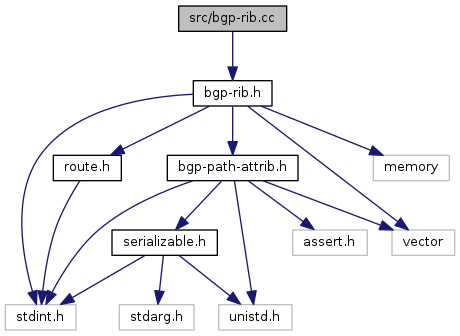 src/bgp-rib.cc
bgp-rib.h
route.h
bgp-path-attrib.h
memory
serializable.h
assert.h
vector
stdint.h
stdarg.h
unistd.h